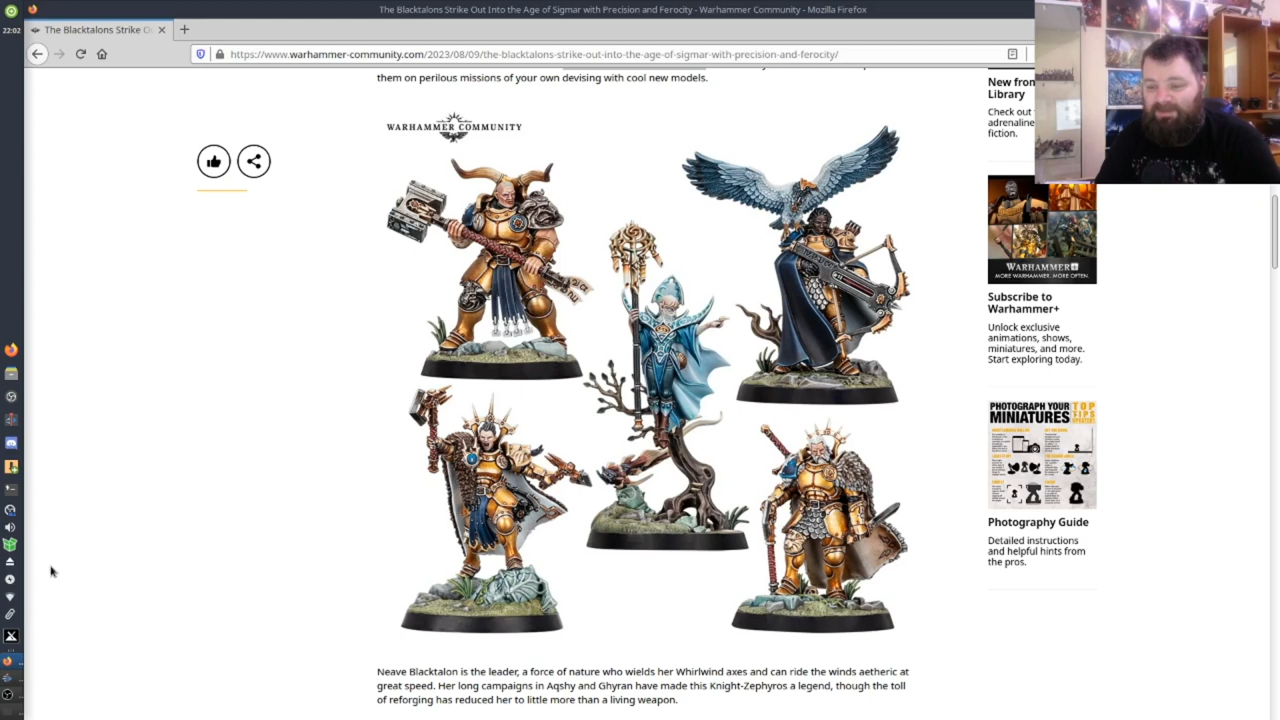 The Blacktalons Strike Out Into the Age of Sigmar with Precision and Ferocity - Warhammer Community - Mozilla Firefox
22:02
The Blacktalons Strike O
https://www.warhammer-community.com/2023/08/09/the-blacktalons-strike-out-into-the-age-of-sigmar-with-precision-and-ferocity/
them on perilous missions of your own devising with cool new models.
WARHAMMER COMMUNITY
New from
Library
Check out
adrenaline
fiction.
WARHAMMER+
MORE WARHAMMER. MORE OFTEN.
Subscribe to
Warhammer+
Unlock exclusive
animations, shows,
miniatures, and more.
Start exploring today.
PHOTOGRAPH YOUR
MINIATURES
TOP
TIPS
Photography Guide
Detailed instructions
and helpful hints from
the pros.
Neave Blacktalon is the leader, a force of nature who wields her Whirlwind axes and can ride the winds aetheric at
great speed. Her long campaigns in Aqshy and Ghyran have made this Knight-Zephyros a legend, though the toll
of reforging has reduced her to little more than a living weapon.